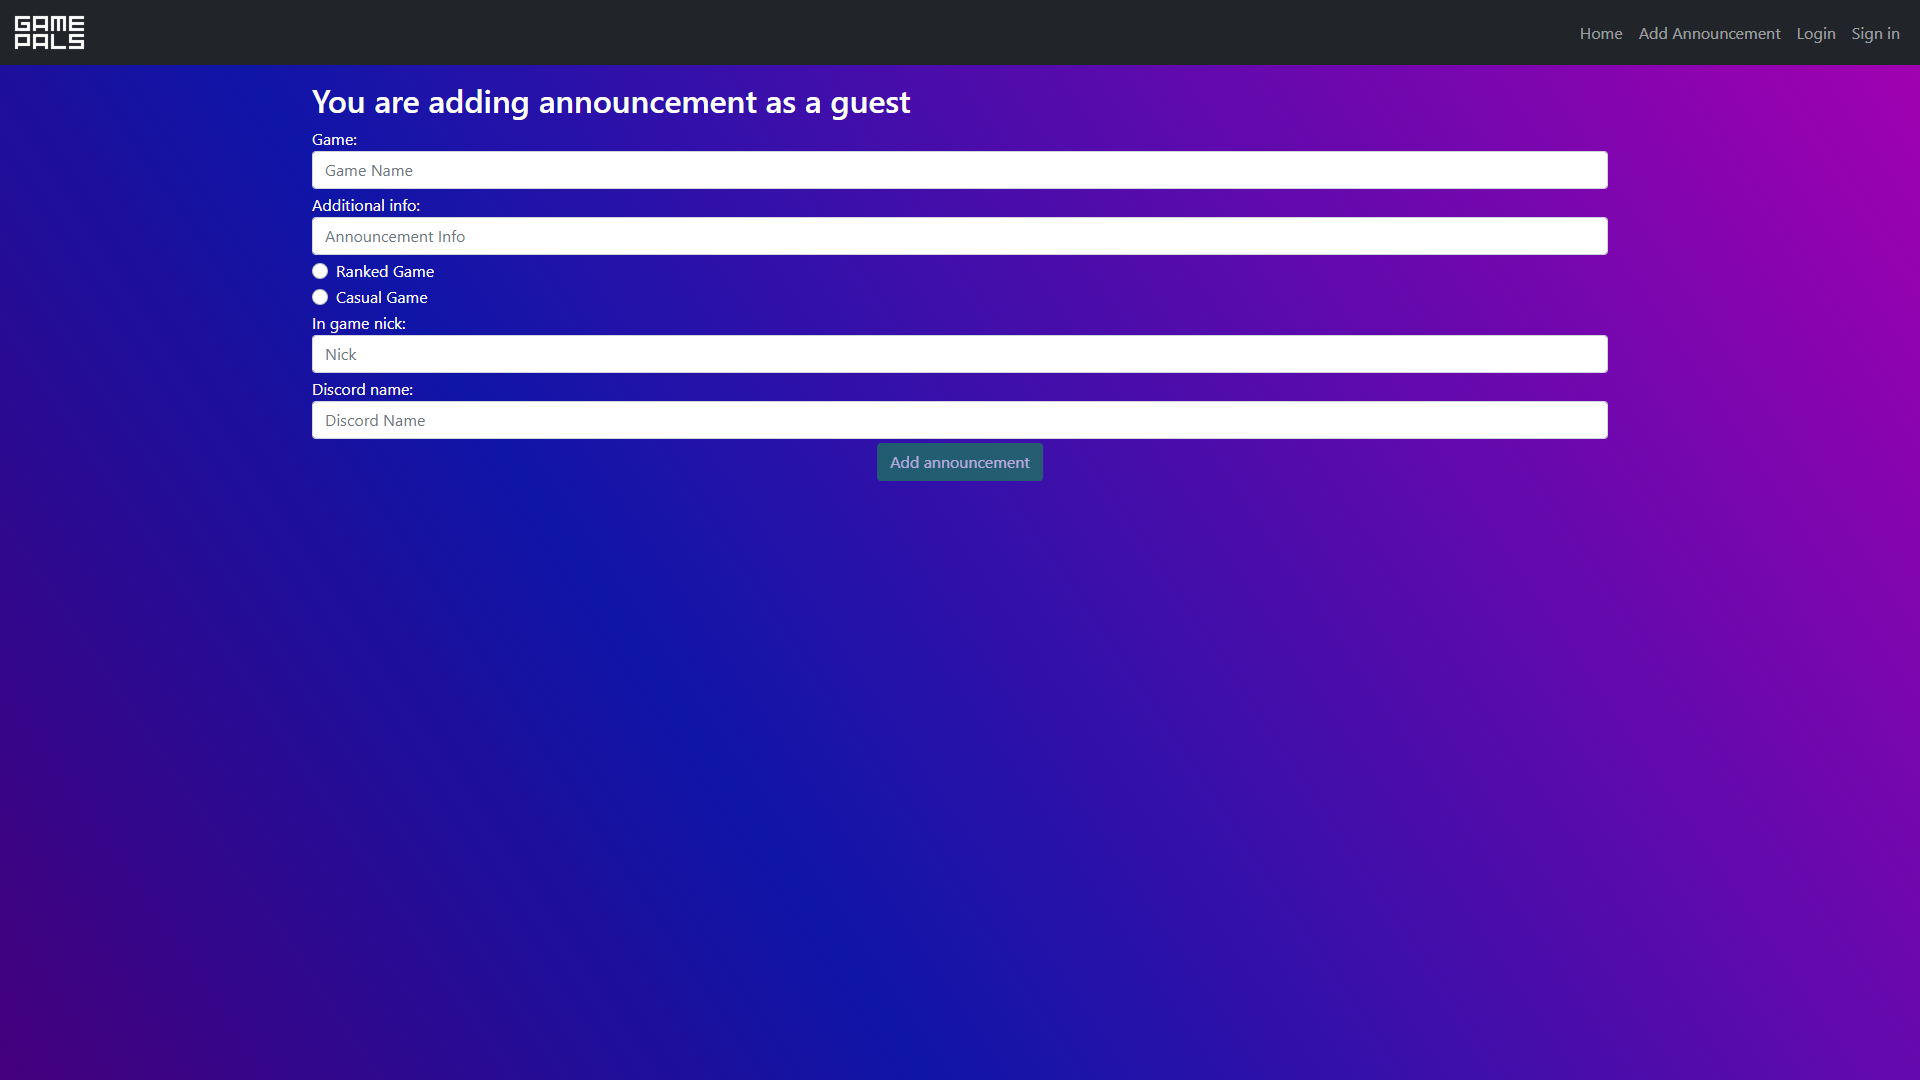 GAME
PALS
Home Add Announcement Login Sign in
You are adding announcement as a guest
Game:
Game Name
Additional info:
Announcement Info
Ranked Game
Casual Game
In game nick:
Nick
Discord name:
Discord Name
Add announcement